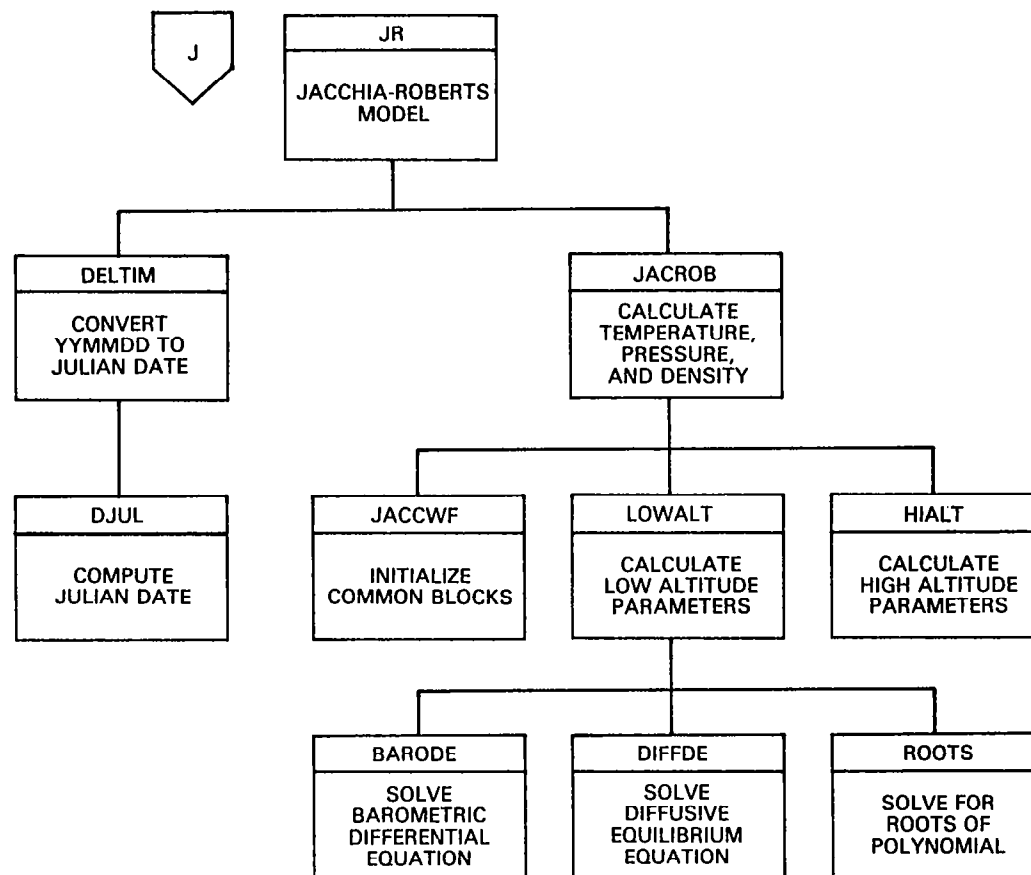 J
JR
JACCHIA-ROBERTS
MODEL
DELTIM
CONVERT
YYMMDD TO
JULIAN DATE
JACROB
CALCULATE
TEMPERATURE,
PRESSURE,
AND DENSITY
DJUL
COMPUTE
JULIAN DATE
JACCWF
INITIALIZE
COMMON BLOCKS
LOWALT
CALCULATE
LOW ALTITUDE
PARAMETERS
HIALT
CALCULATE
HIGH ALTITUDE
PARAMETERS
BARODE
SOLVE
BAROMETRIC
DIFFERENTIAL
EQUATION
DIFFDE
SOLVE
DIFFUSIVE
EQUILIBRIUM
EQUATION
ROOTS
SOLVE FOR
ROOTS OF
POLYNOMIAL